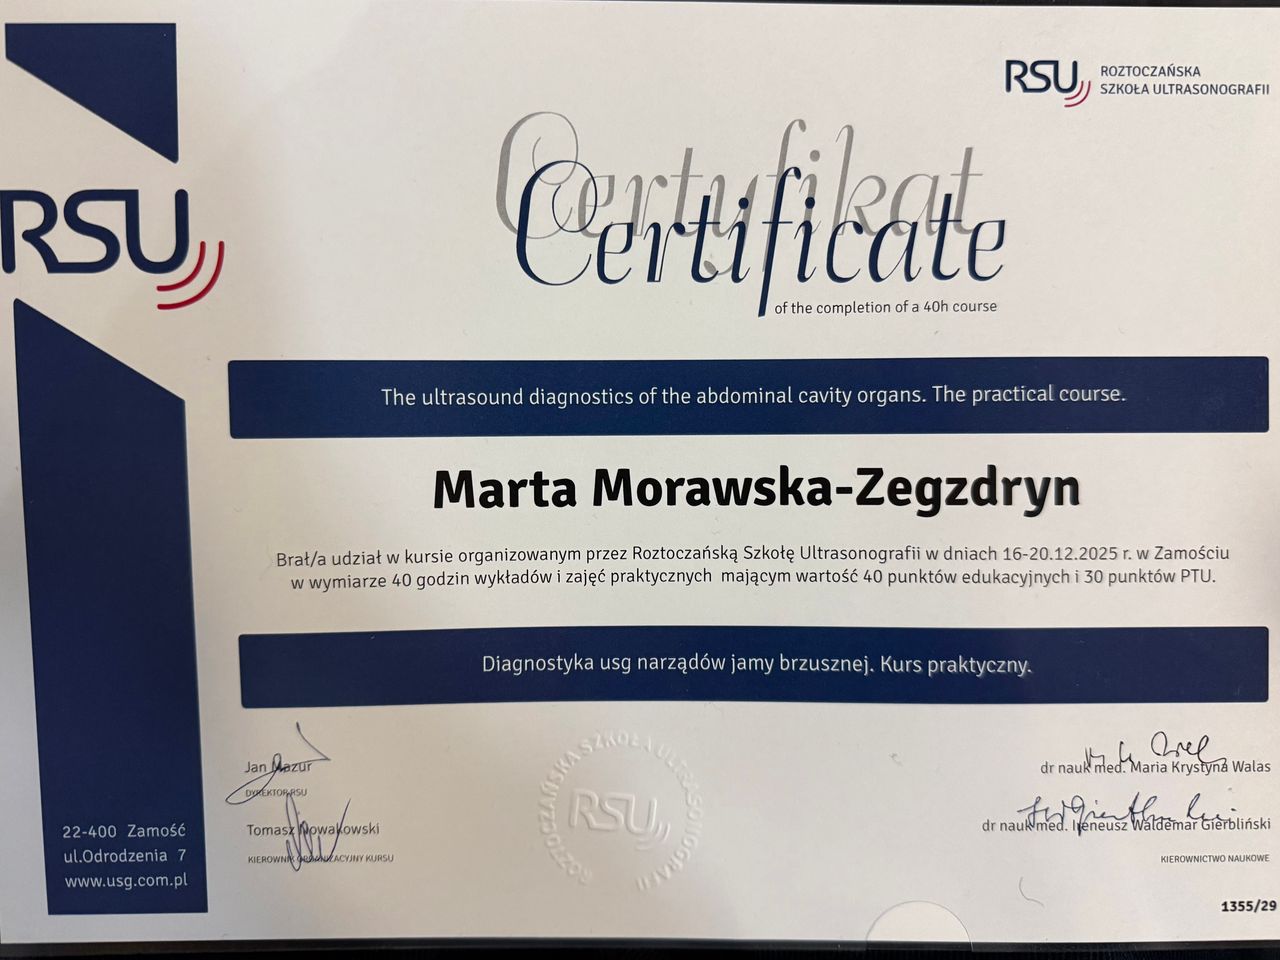 RSU ROZTOCZAŃSKA
SZKOŁA ULTRASONOGRAFII
RSU
Certyfikat
Certificate
of the completion of a 40h course
The ultrasound diagnostics of the abdominal cavity organs. The practical course.
Marta Morawska-Zegzdryn
Brał/a udział w kursie organizowanym przez Roztoczańską Szkołę Ultrasonografii w dniach 16-20.12.2025 r. w Zamościu
w wymiarze 40 godzin wykładów i zajęć praktycznych mającym wartość 40 punktów edukacyjnych i 30 punktów PTU.
Diagnostyka usg narządów jamy brzusznej. Kurs praktyczny.
Jan Mazur
DYREKTOR RSU
Tomasz Nowakowski
KIEROWNIK ORGANIZACYJNY KURSU
ROZTOCZAŃSKA SZKOŁA ULTRASONOGRAFII
RSU
dr nauk med. Maria Krystyna Walas
dr nauk med. Ireneusz Waldemar Gierbliński
KIEROWNICTWO NAUKOWE
22-400 Zamość
ul.Odrodzenia 7
www.usg.com.pl
1355/29